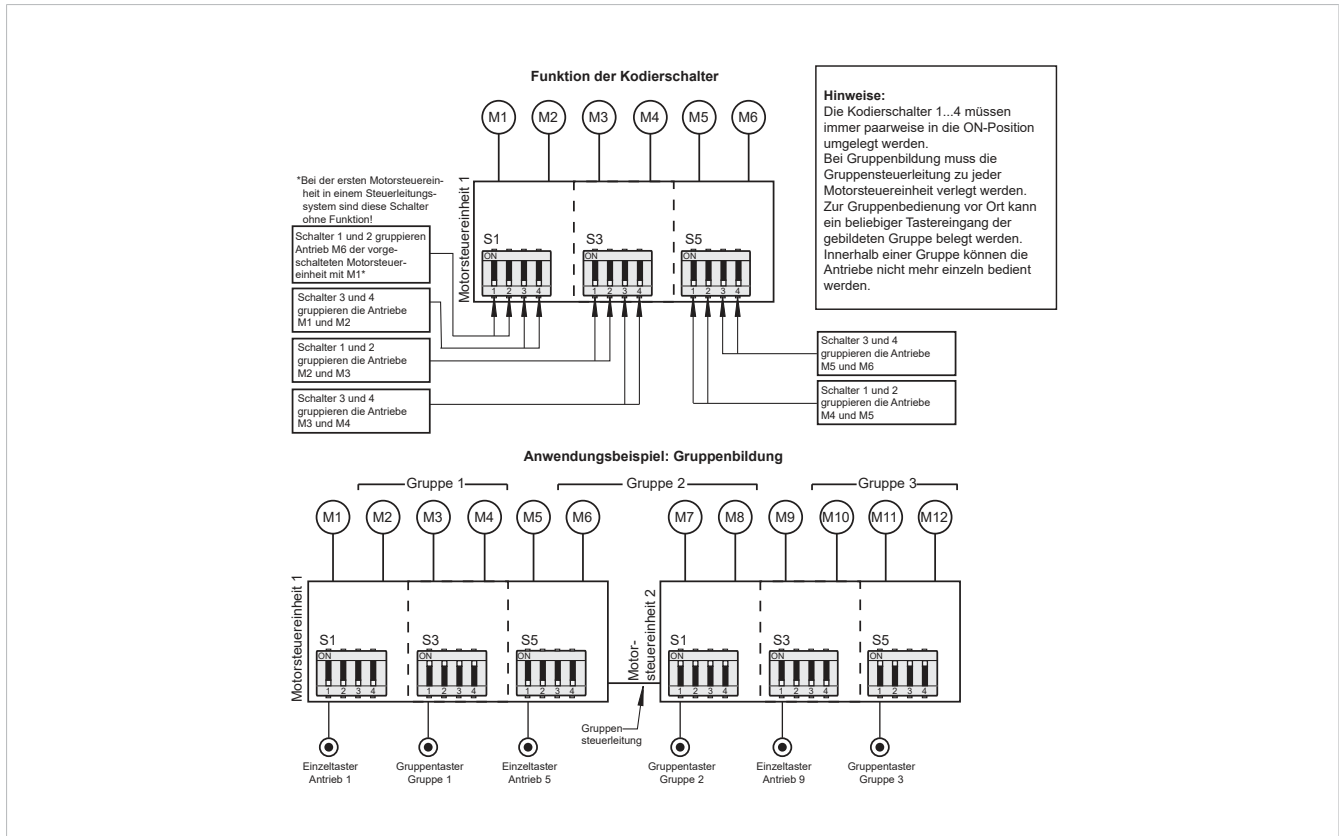 Funktion der Kodierschalter
M1 M2 M3 M4 M5 M6
Hinweise:
Die Kodierschalter 1...4 müssen
immer paarweise in die ON-Position
umgelegt werden.
Bei Gruppenbildung muss die
Gruppensteuerleitung zu jeder
Motorsteuereinheit verlegt werden.
Zur Gruppenbedienung vor Ort kann
ein beliebiger Tastereingang der
gebildeten Gruppe belegt werden.
Innerhalb einer Gruppe können die
Antriebe nicht mehr einzeln bedient
werden.
*Bei der ersten Motorsteuerein-
heit in einem Steuerleitungs-
system sind diese Schalter
ohne Funktion!
Motorsteuereinheit 1
S1 S3 S5
ON ON ON
1 2 3 4 1 2 3 4 1 2 3 4
Schalter 1 und 2 gruppieren
Antrieb M6 der vorge-
schalteten Motorsteuer-
einheit mit M1*
Schalter 3 und 4
gruppieren die Antriebe
M1 und M2
Schalter 1 und 2
gruppieren die Antriebe
M2 und M3
Schalter 3 und 4
gruppieren die Antriebe
M3 und M4
Schalter 3 und 4
gruppieren die Antriebe
M5 und M6
Schalter 1 und 2
gruppieren die Antriebe
M4 und M5
Anwendungsbeispiel: Gruppenbildung
Gruppe 1 Gruppe 2 Gruppe 3
M1 M2 M3 M4 M5 M6 M7 M8 M9 M10 M11 M12
Motorsteuereinheit 1
Motor-
steuereinheit 2
S1 S3 S5 S1 S3 S5
ON ON ON ON ON ON
1 2 3 4 1 2 3 4 1 2 3 4 1 2 3 4 1 2 3 4 1 2 3 4
Gruppen
steuerleitung
Einzeltaster
Antrieb 1
Gruppentaster
Gruppe 1
Einzeltaster
Antrieb 5
Gruppentaster
Gruppe 2
Einzeltaster
Antrieb 9
Gruppentaster
Gruppe 3